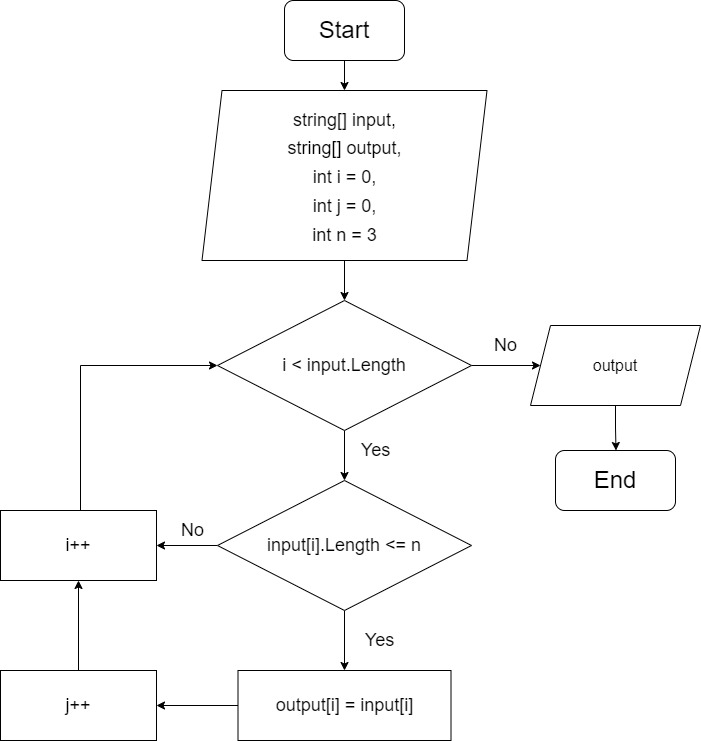 Start
string[] input,
string[] output,
int i = 0,
int j = 0,
int n = 3
i < input.Length
No
output
Yes
End
input[i].Length <= n
No
i++
Yes
output[i] = input[i]
j++